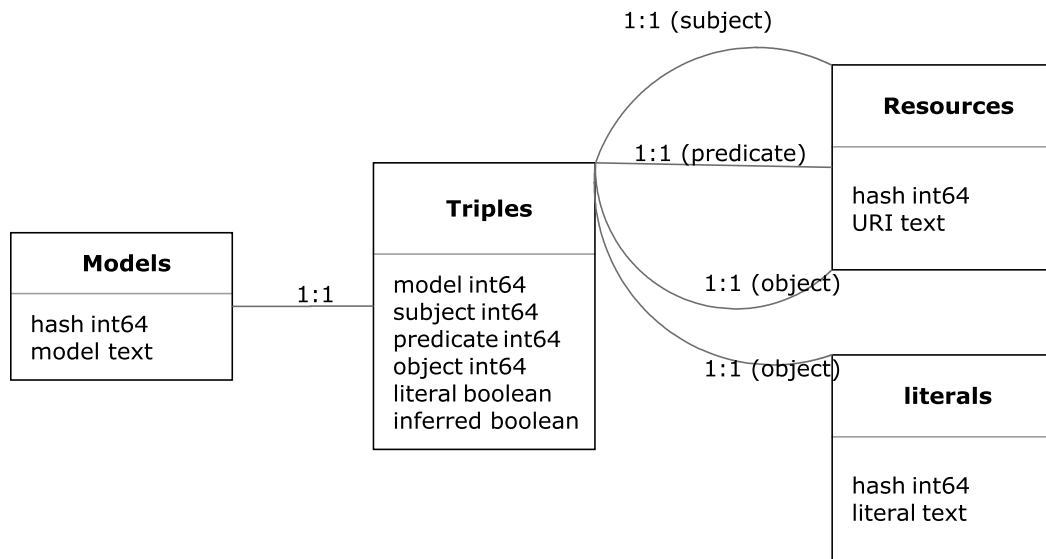 1:1 (subject)
Resources
1:1 (predicate)
hash int64
URI text
Triples
Models
1:1
model int64
subject int64
predicate int64
object int64
literal boolean
inferred boolean
hash int64
model text
1:1 (object)
1:1 (object)
literals
hash int64
literal text